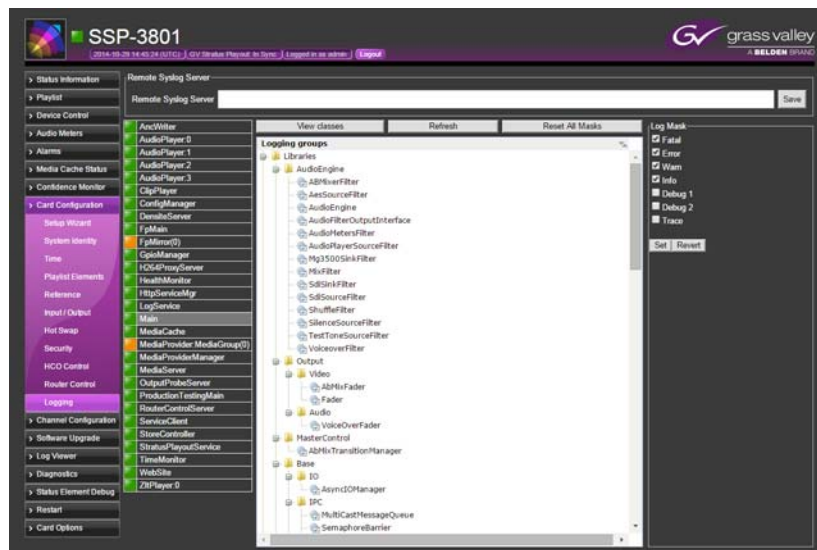 SSP-3801
grass valley
A BELDEN BRAND
2014-10-29 14:45:24 (UTC) GV Stratus Playout: In Sync Logged in as admin Logout
Status Information
Playlist
Device Control
Audio Meters
Alarms
Media Cache Status
Confidence Monitor
Card Configuration
Setup Wizard
System Identity
Time
Playlist Elements
Reference
Input / Output
Hot Swap
Security
HCO Control
Router Control
Logging
Channel Configuration
Software Upgrade
Log Viewer
Diagnostics
Status Element Debug
Restart
Card Options
Remote Syslog Server
Remote Syslog Server Save
AncWriter
AudioPlayer:0
AudioPlayer:1
AudioPlayer:2
AudioPlayer:3
ClipPlayer
ConfigManager
DensiteServer
FpMain
FpMirror(0)
GpioManager
H264ProxyServer
HealthMonitor
HttpServiceMgr
LogService
Main
MediaCache
MediaProvider:MediaGroup(0)
MediaProviderManager
MediaServer
OutputProbeServer
ProductionTestingMain
RouterControlServer
ServiceClient
StoreController
StratusPlayoutService
TimeMonitor
WebSite
ZltPlayer:0
View classes Refresh Reset All Masks
Logging groups
Libraries
AudioEngine
ABMixerFilter
AesSourceFilter
AudioEngine
AudioFilterOutputInterface
AudioMetersFilter
AudioPlayerSourceFilter
Mg3500SinkFilter
MixFilter
SdiSinkFilter
SdiSourceFilter
ShuffleFilter
SilenceSourceFilter
TestToneSourceFilter
VoiceoverFilter
Output
Video
AbMixFader
Fader
Audio
VoiceOverFader
MasterControl
AbMixTransitionManager
Base
IO
AsyncIOManager
IPC
MultiCastMessageQueue
SemaphoreBarrier
Log Mask
Fatal
Error
Warn
Info
Debug 1
Debug 2
Trace
Set Revert